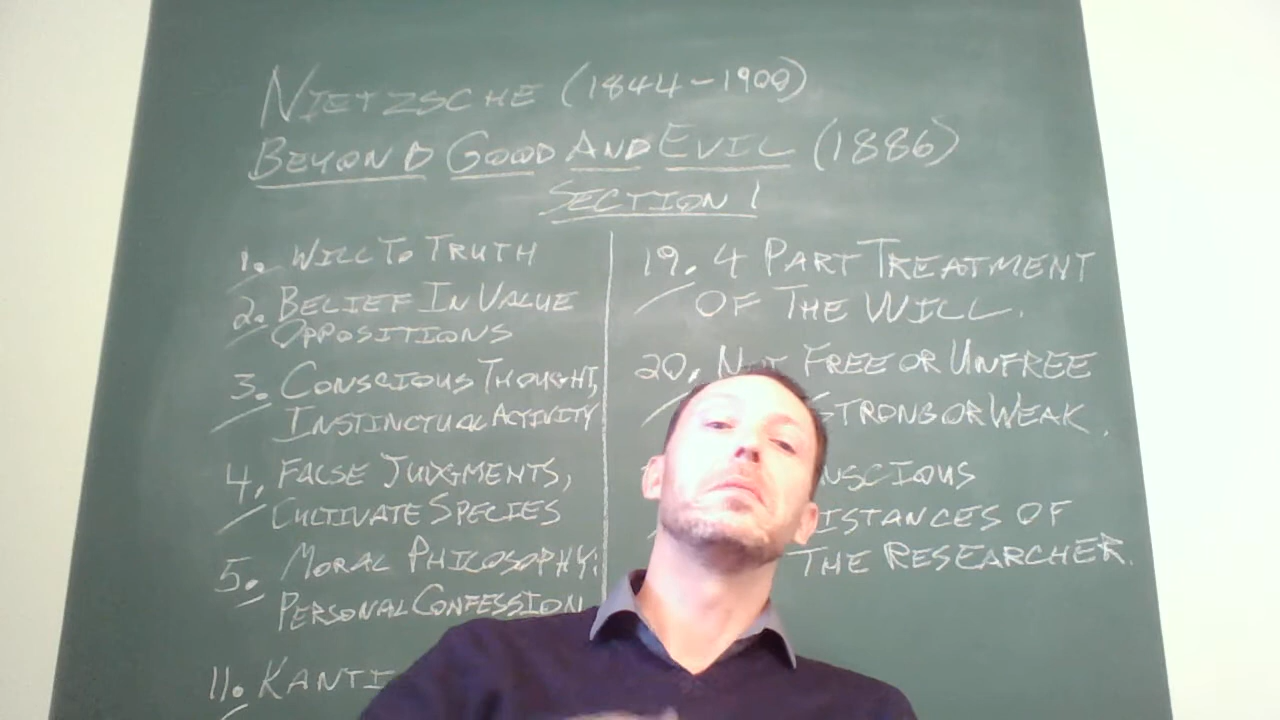 NIETZSCHE (1844-1900)
BEYOND GOOD AND EVIL (1886)
SECTION 1
1. WILL TO TRUTH
2. BELIEF IN VALUE
OPPOSITIONS
3. CONSCIOUS THOUGHT,
INSTINCTUAL ACTIVITY
4. FALSE JUDGMENTS,
CULTIVATE SPECIES
5. MORAL PHILOSOPHY:
PERSONAL CONFESSION
11.
19. 4 PART TREATMENT
OF THE WILL.
20. NOT FREE OR UNFREE
STRONG OR WEAK.
THE RESEARCHER.